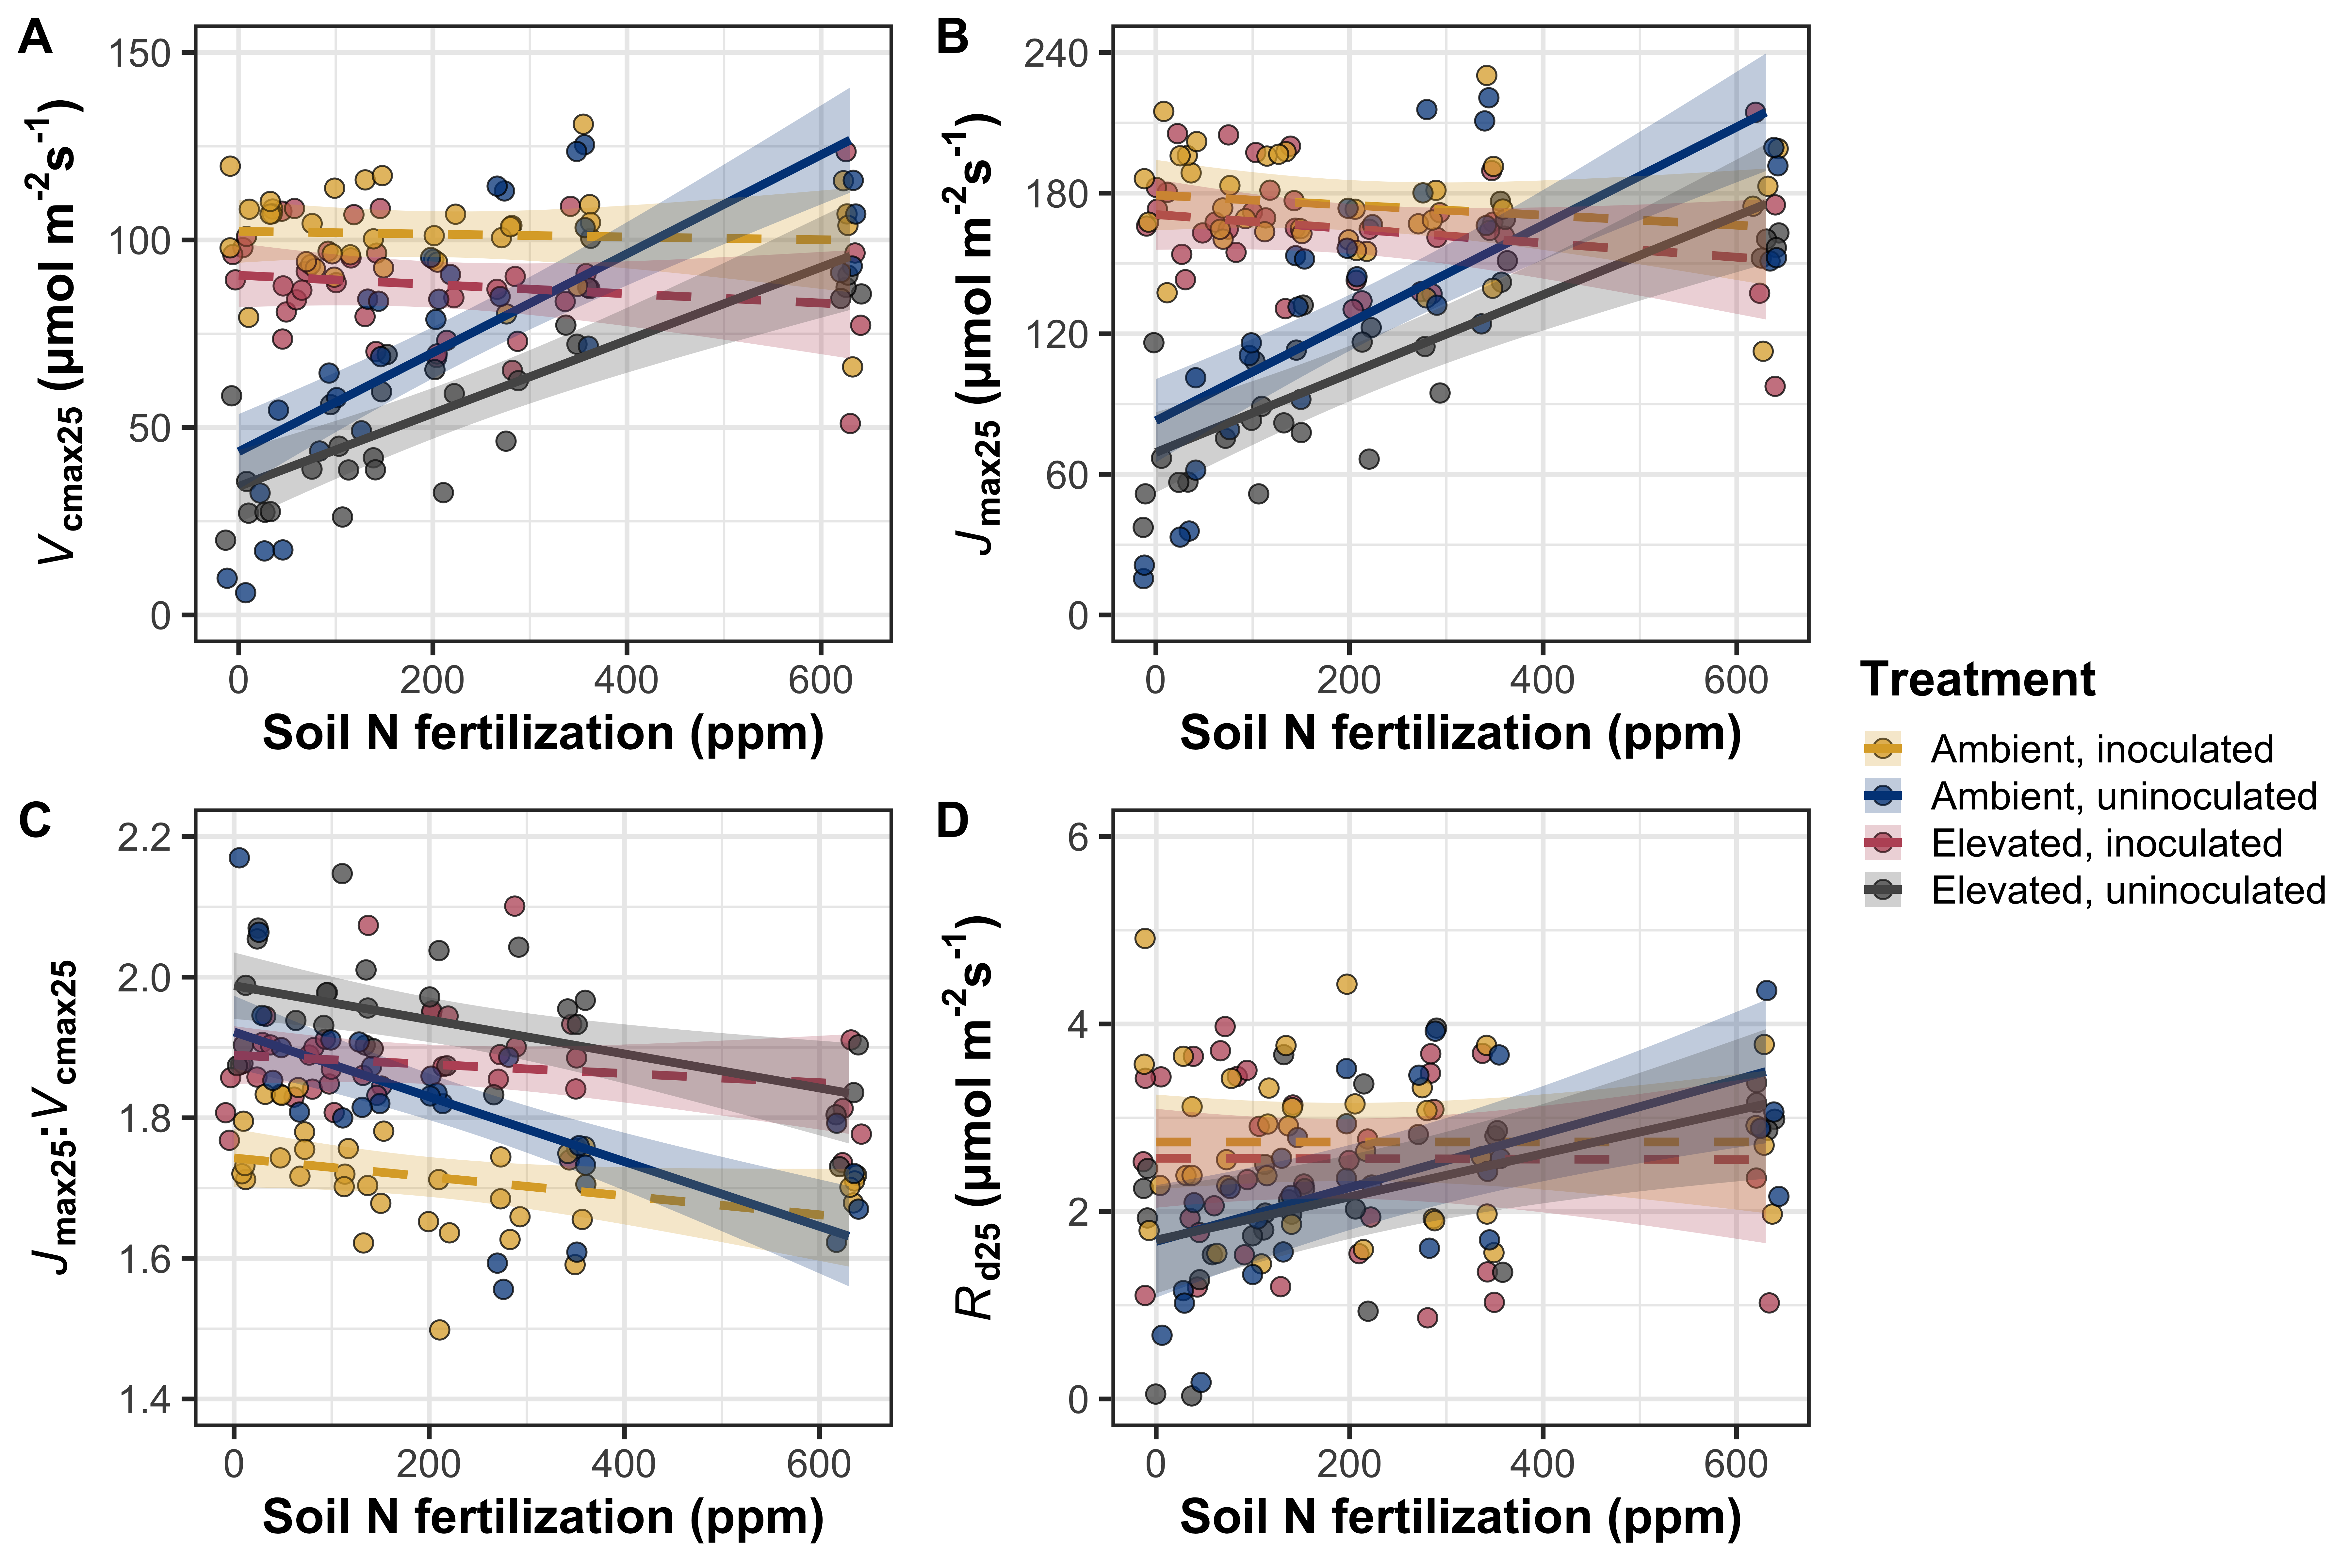 A
150
100
50
0
Vcmax25 (µmol m-2s-1)
0 200 400 600
Soil N fertilization (ppm)
B
240
180
120
60
0
Jmax25 (µmol m-2s-1)
0 200 400 600
Soil N fertilization (ppm)
Treatment
Ambient, inoculated
Ambient, uninoculated
Elevated, inoculated
Elevated, uninoculated
C
2.2
2.0
1.8
1.6
1.4
Jmax25:Vcmax25
0 200 400 600
Soil N fertilization (ppm)
D
6
4
2
0
Rd25 (µmol m-2s-1)
0 200 400 600
Soil N fertilization (ppm)